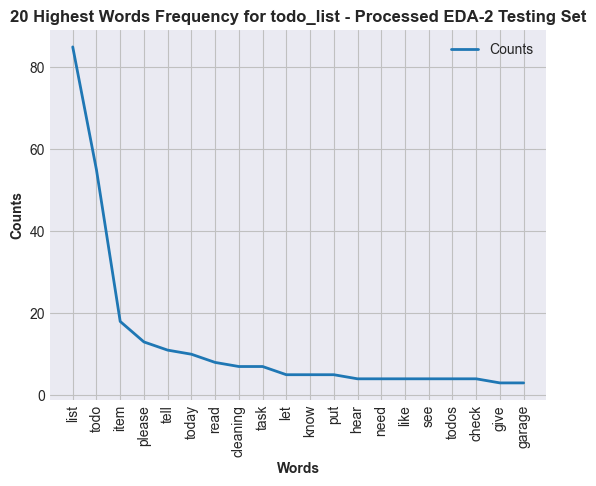 20 Highest Words Frequency for todo_list - Processed EDA-2 Testing Set
Counts
80
60
40
20
0
Counts
list
todo
item
please
tell
today
read
cleaning
task
let
know
put
hear
need
like
see
todos
check
give
garage
Words